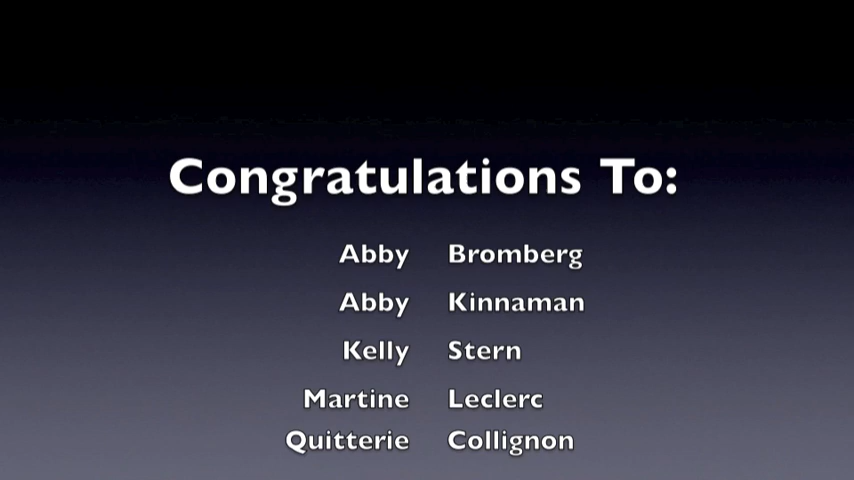 Congratulations To:
Abby Bromberg
Abby Kinnaman
Kelly Stern
Martine Leclerc
Quitterie Collignon